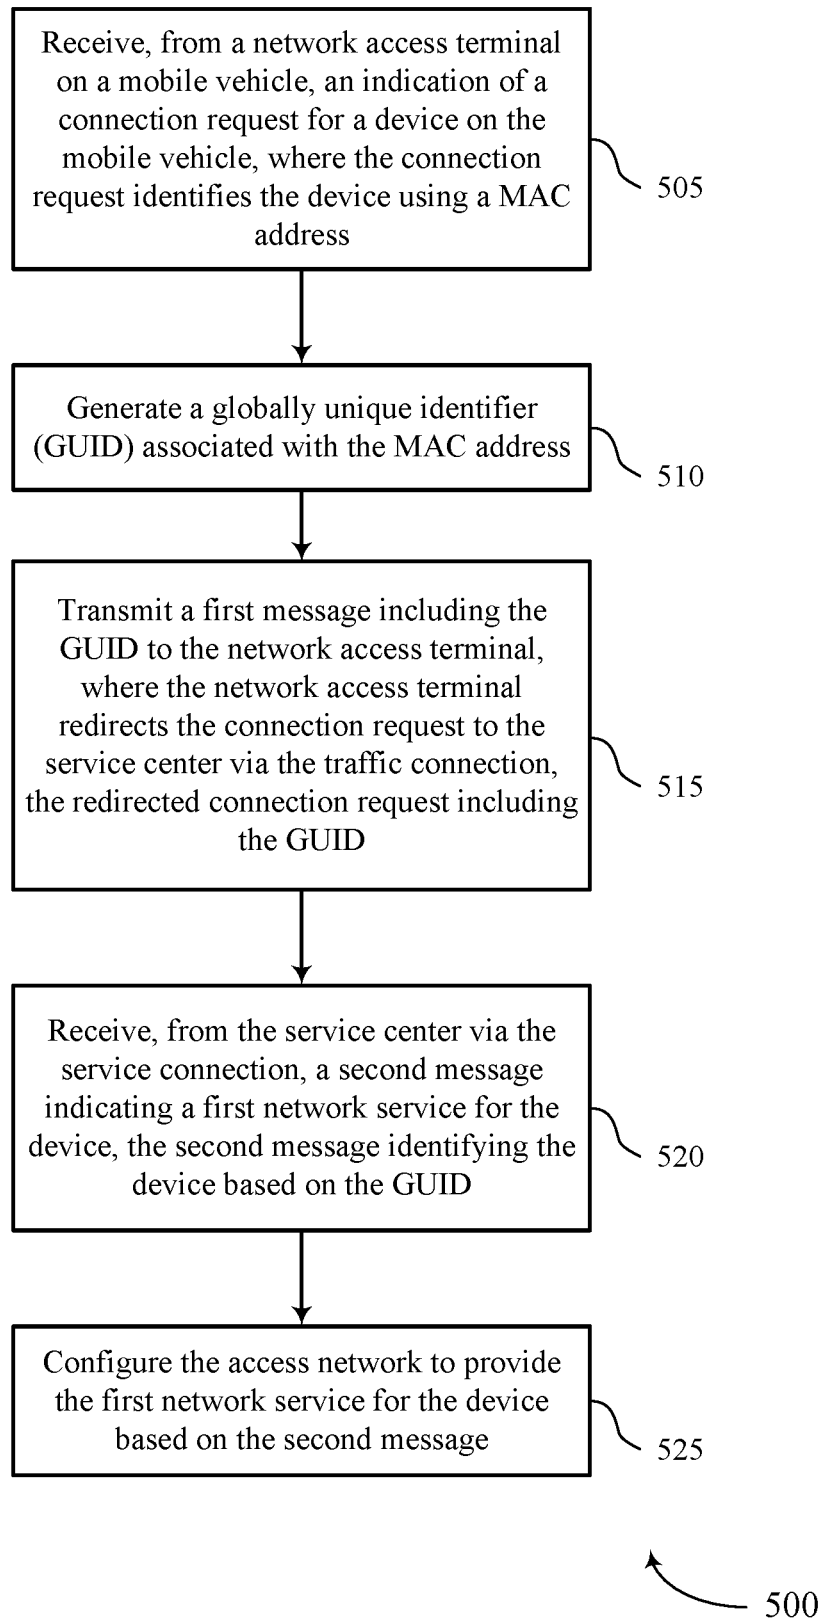 Receive, from a network access terminal
on a mobile vehicle, an indication of a
connection request for a device on the
mobile vehicle, where the connection
request identifies the device using a MAC
address
505
Generate a globally unique identifier
(GUID) associated with the MAC address
510
Transmit a first message including the
GUID to the network access terminal,
where the network access terminal
redirects the connection request to the
service center via the traffic connection,
the redirected connection request including
the GUID
515
Receive, from the service center via the
service connection, a second message
indicating a first network service for the
device, the second message identifying the
device based on the GUID
520
Configure the access network to provide
the first network service for the device
based on the second message
525
500